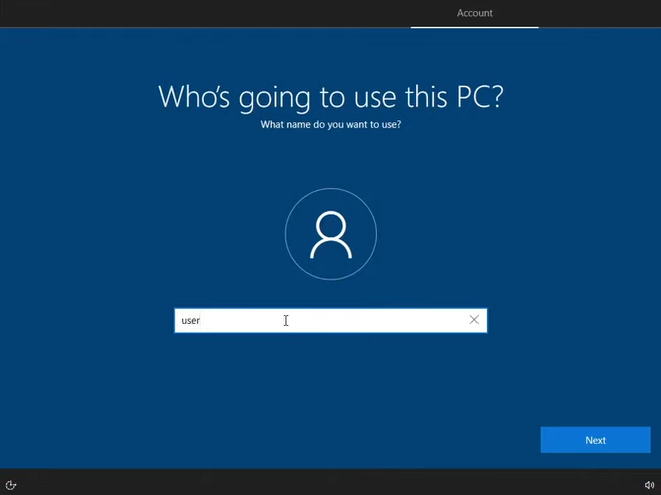 Account
Who's going to use this PC?
What name do you want to use?
user
Next